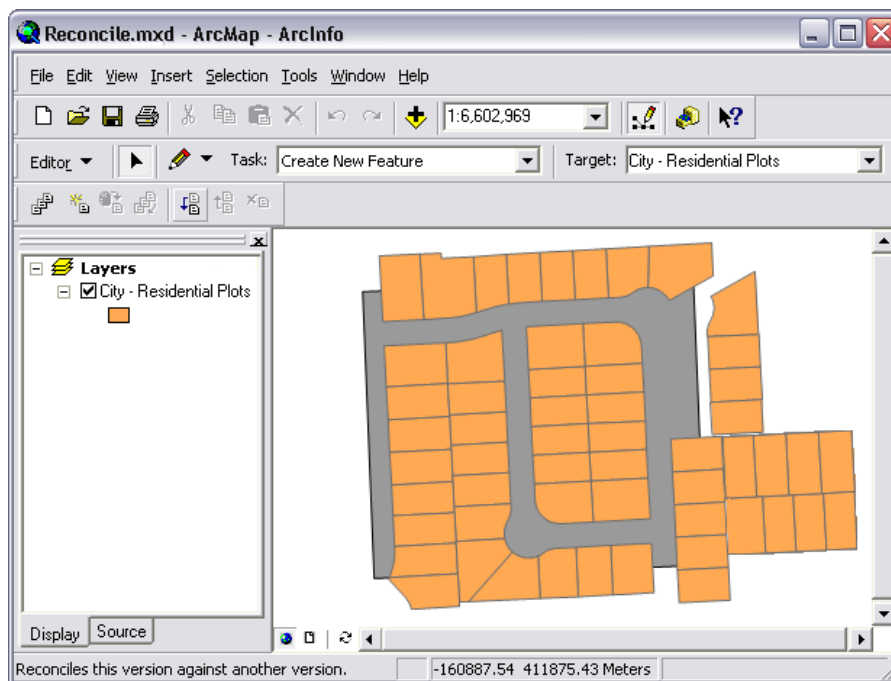 Reconcile.mxd - ArcMap - ArcInfo
File Edit View Insert Selection Tools Window Help
1:6,602,969
Editor Task: Create New Feature Target: City - Residential Plots
Layers
City - Residential Plots
Display Source
Reconciles this version against another version. -160887.54 411875.43 Meters